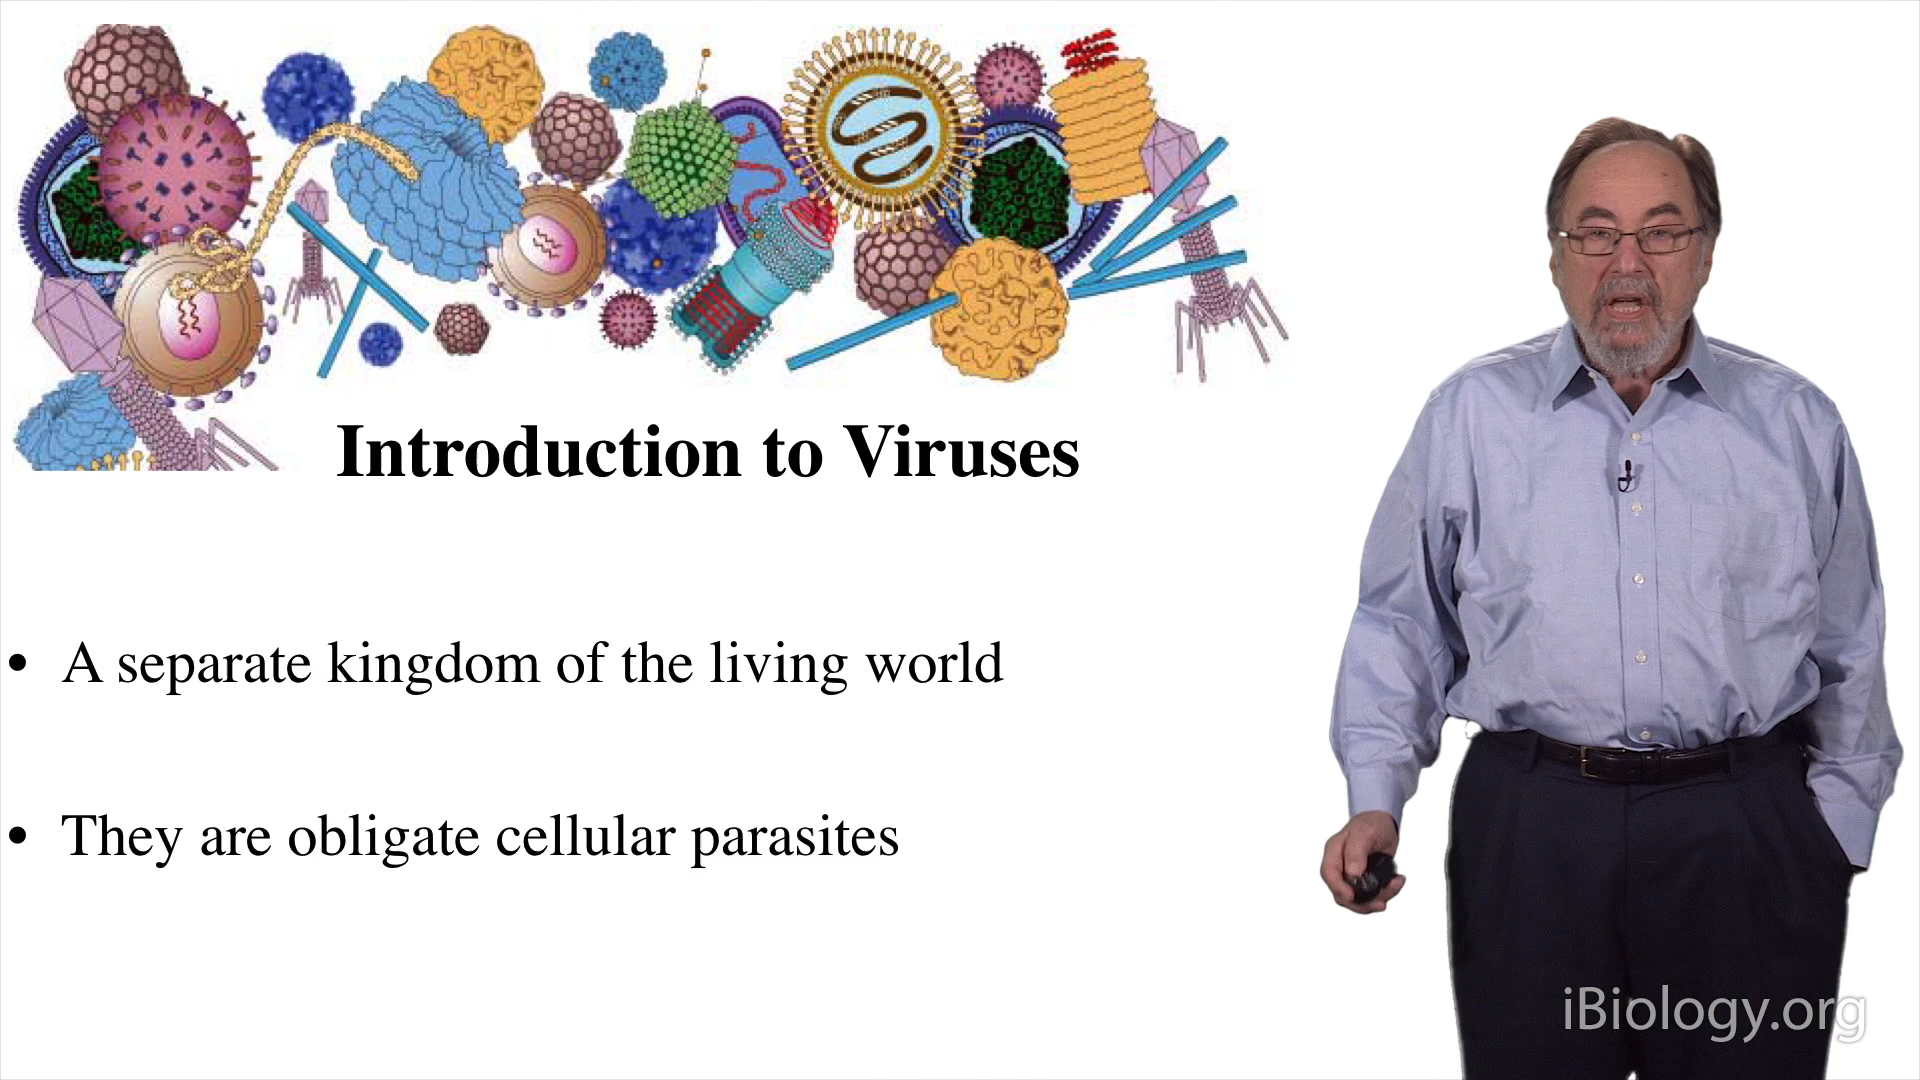 Introduction to Viruses
• A separate kingdom of the living world
• They are obligate cellular parasites
iBiology.org